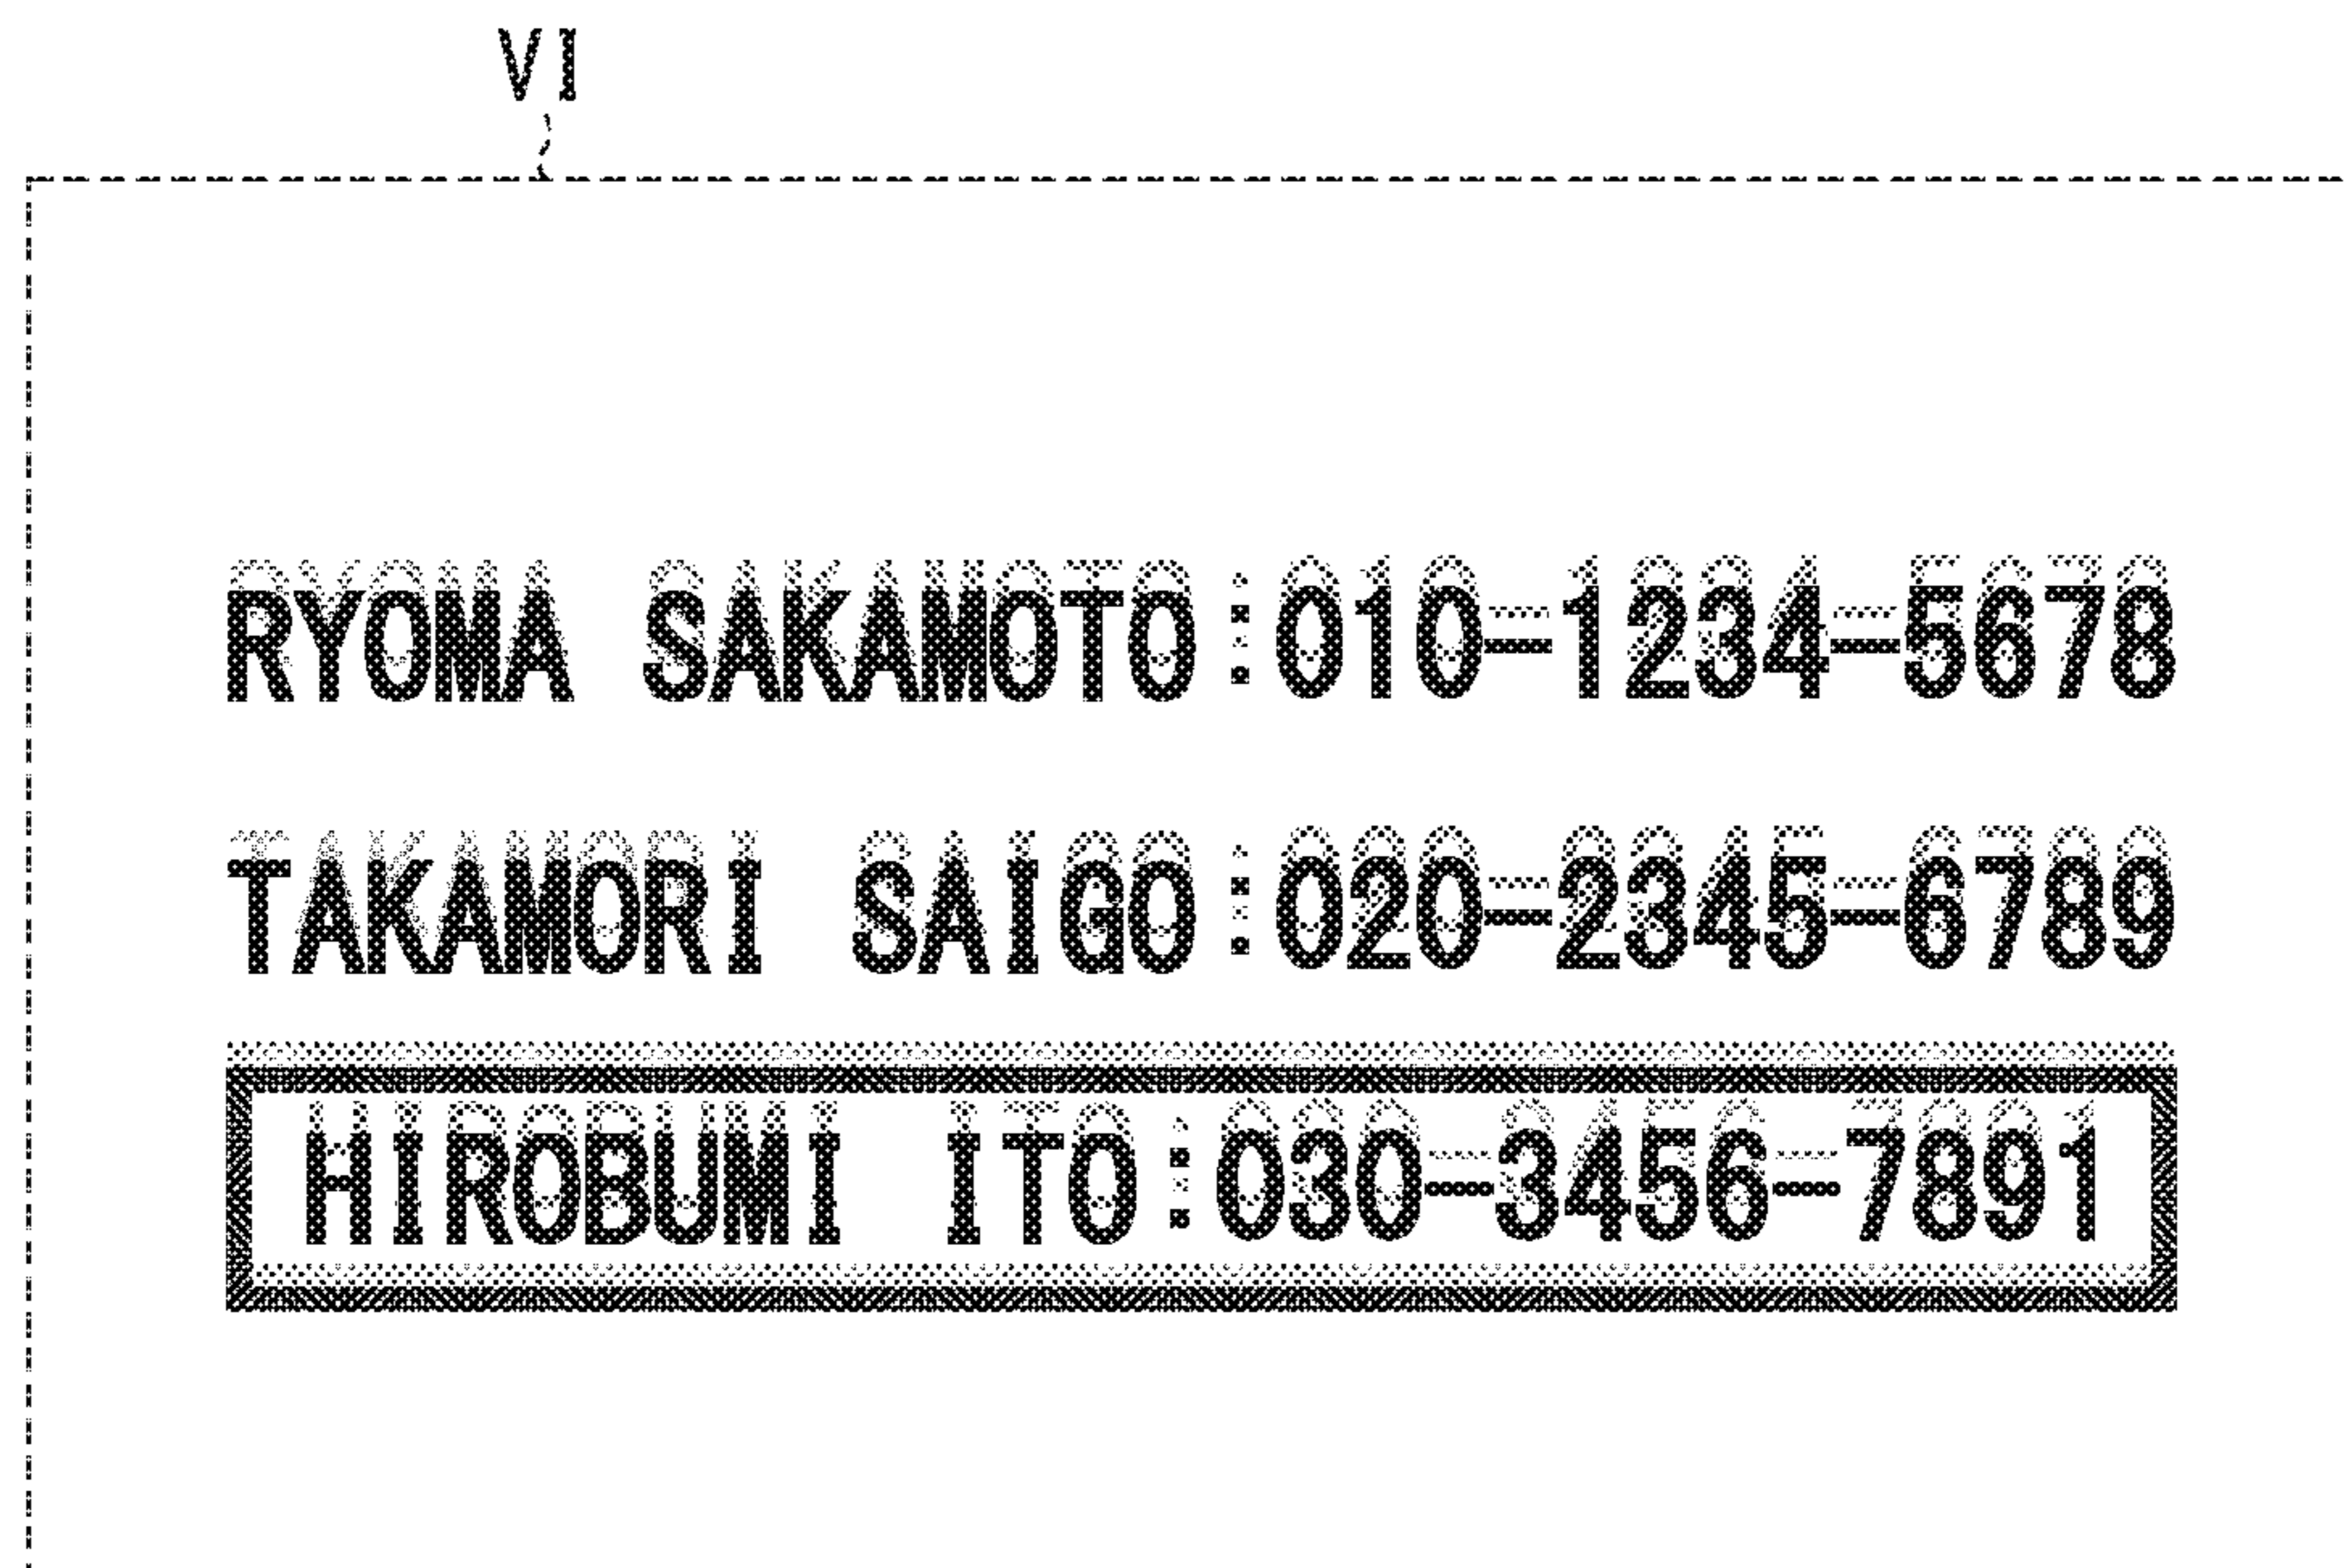 VI
RYOMA SAKAMOTO:010-1234-5678
TAKAMORI SAIGO:020-2345-6789
HIROBUMI ITO:030-3456-7891